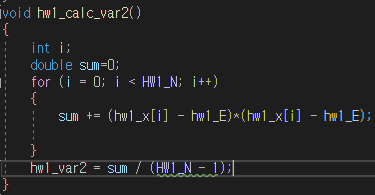 void hw1_calc_var2()
{
int i;
double sum=0;
for (i = 0; i < HW1_N; i++)
{
sum += (hw1_x[i] - hw1_E)*(hw1_x[i] - hw1_E);
}
hw1_var2 = sum / (HW1_N - 1);
}